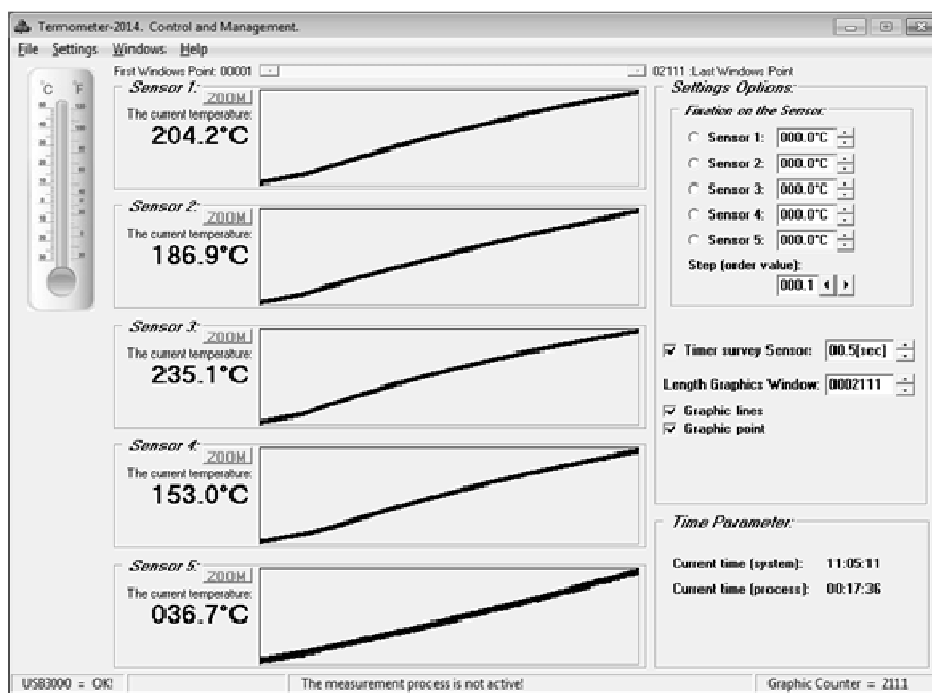 Termometer-2014. Control and Management.
File Settings Windows Help
First Windows Point: 00001
02111 :Last Windows Point
°C °F
Sensor 1:
ZOOM
The current temperature:
204.2°C
Sensor 2:
ZOOM
The current temperature:
186.9°C
Sensor 3:
ZOOM
The current temperature:
235.1°C
Sensor 4:
ZOOM
The current temperature:
153.0°C
Sensor 5:
ZOOM
The current temperature:
036.7°C
Settings Options:
Fixation on the Sensor:
Sensor 1: 000.0°C
Sensor 2: 000.0°C
Sensor 3: 000.0°C
Sensor 4: 000.0°C
Sensor 5: 000.0°C
Step (order value):
000.1
Timer survey Sensor: 00.5(sec)
Length Graphics Window: 0002111
Graphic lines
Graphic point
Time Parameter:
Current time (system): 11:05:11
Current time (process): 00:17:36
USB3000 = OK!
The measurement process is not active!
Graphic Counter = 2111